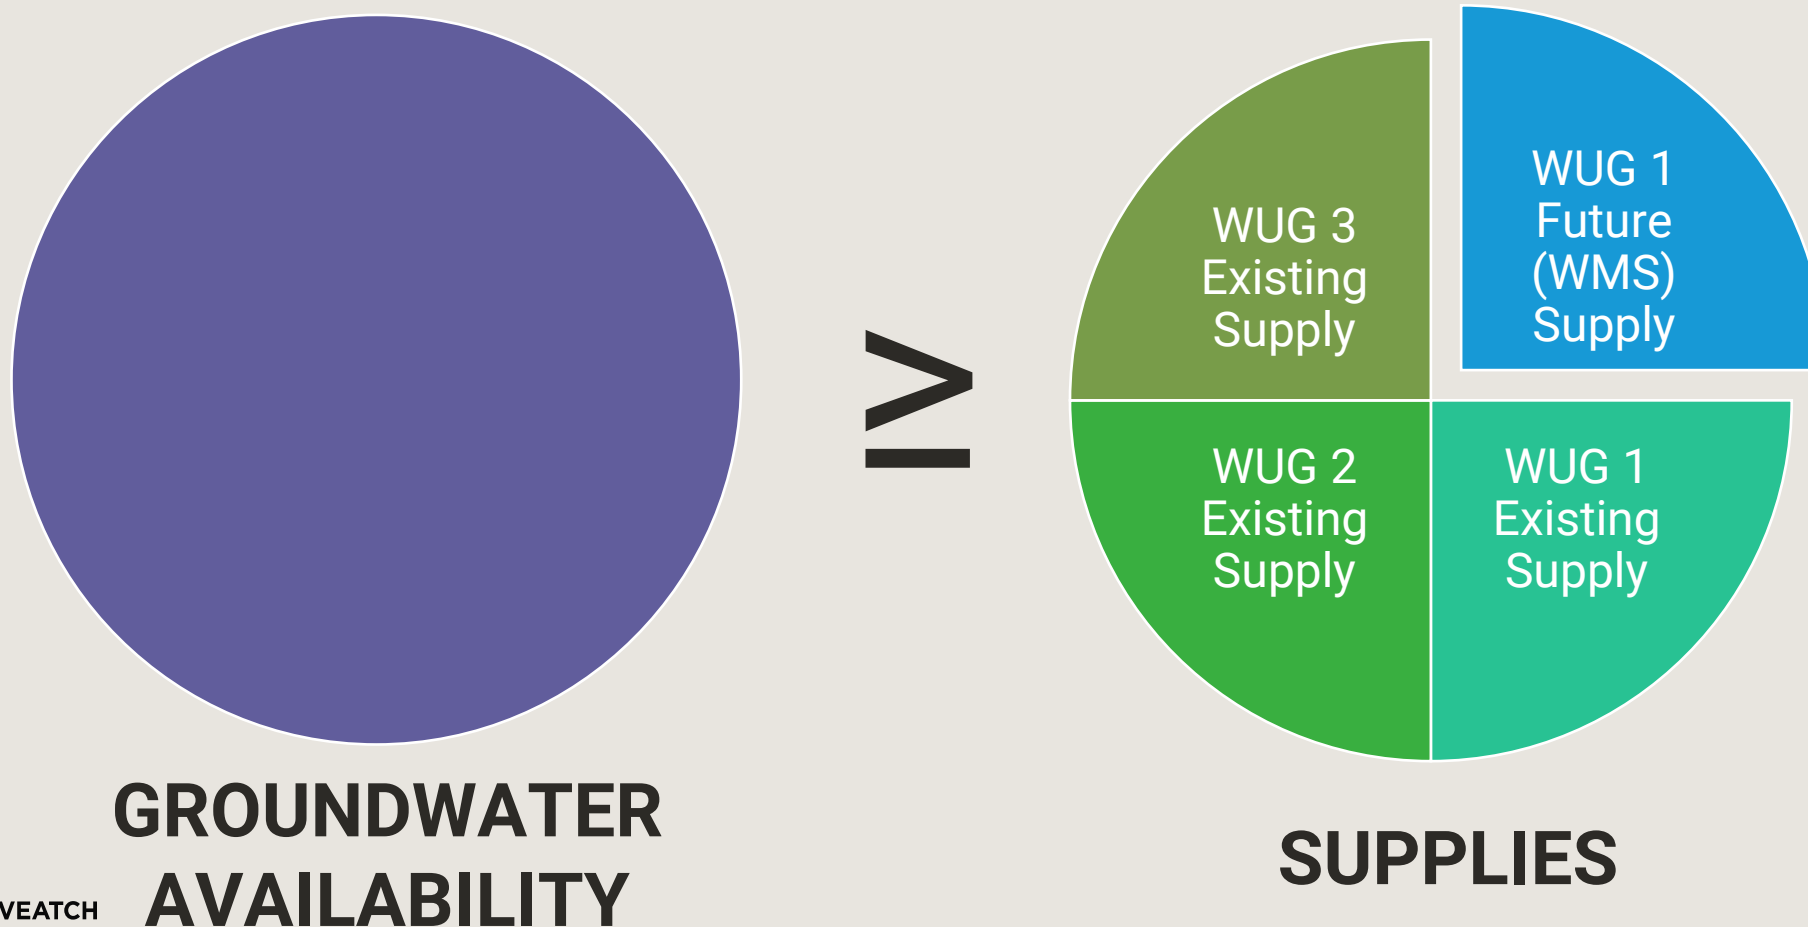 WUG 3
Existing
Supply
WUG 1
Future
(WMS)
Supply
≥
WUG 2
Existing
Supply
WUG 1
Existing
Supply
GROUNDWATER
AVAILABILITY
SUPPLIES
VEATCH